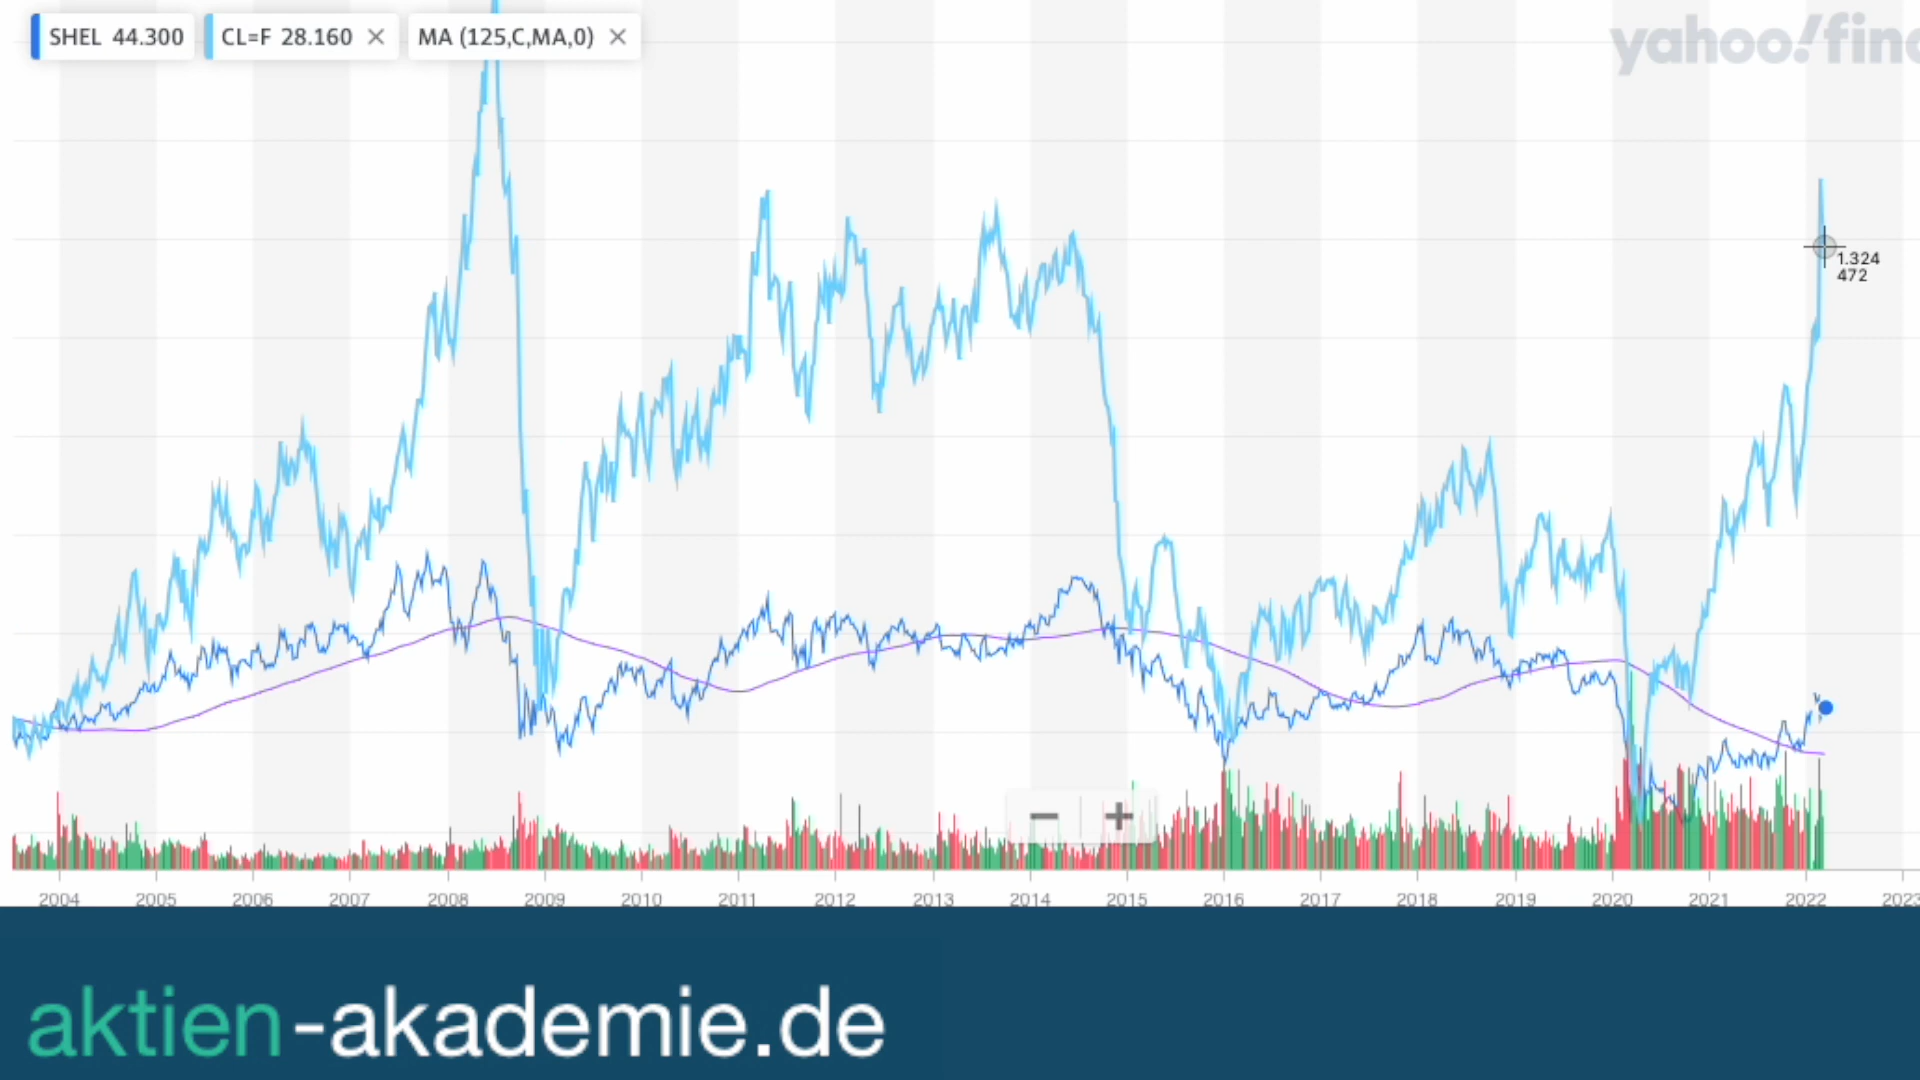 SHEL 44.300 CL=F 28.160 × MA (125,C,MA,0) ×
yahoo!fina
1.324
472
2004 2005 2006 2007 2008 2009 2010 2011 2012 2013 2014 2015 2016 2017 2018 2019 2020 2021 2022 2023
aktien-akademie.de